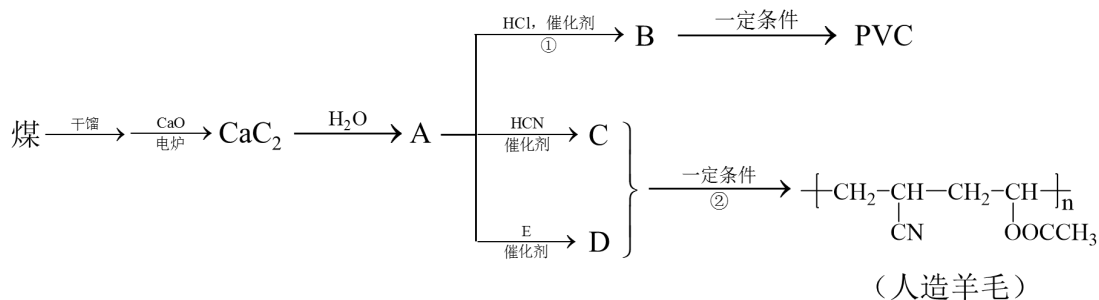 HCl，催化剂
①
B
一定条件
PVC
煤
干馏
CaO
电炉
CaC₂
H₂O
A
HCN
催化剂
C
一定条件
②
E
催化剂
D
[CH₂—CH—CH₂—CH]n
CN OOCCH₃
（人造羊毛）